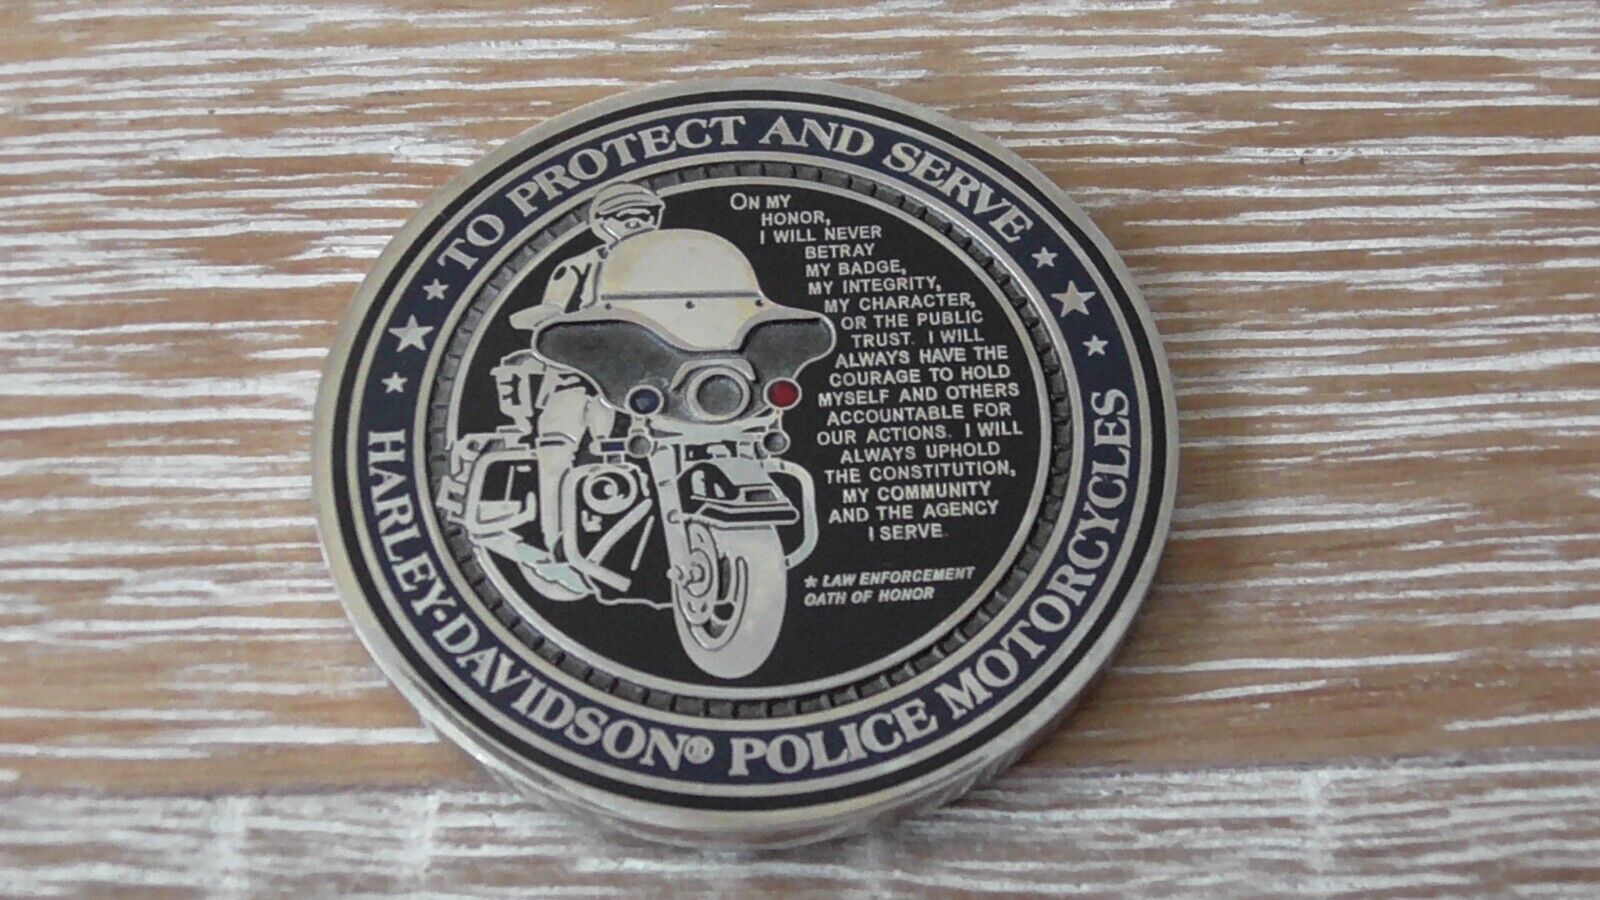 ★ TO PROTECT AND SERVE ★
ON MY
HONOR,
I WILL NEVER
BETRAY
MY BADGE,
MY INTEGRITY,
MY CHARACTER,
OR THE PUBLIC
TRUST. I WILL
ALWAYS HAVE THE
COURAGE TO HOLD
MYSELF AND OTHERS
ACCOUNTABLE FOR
OUR ACTIONS. I WILL
ALWAYS UPHOLD
THE CONSTITUTION,
MY COMMUNITY
AND THE AGENCY
I SERVE.
★ LAW ENFORCEMENT
OATH OF HONOR
HARLEY-DAVIDSON® POLICE MOTORCYCLES